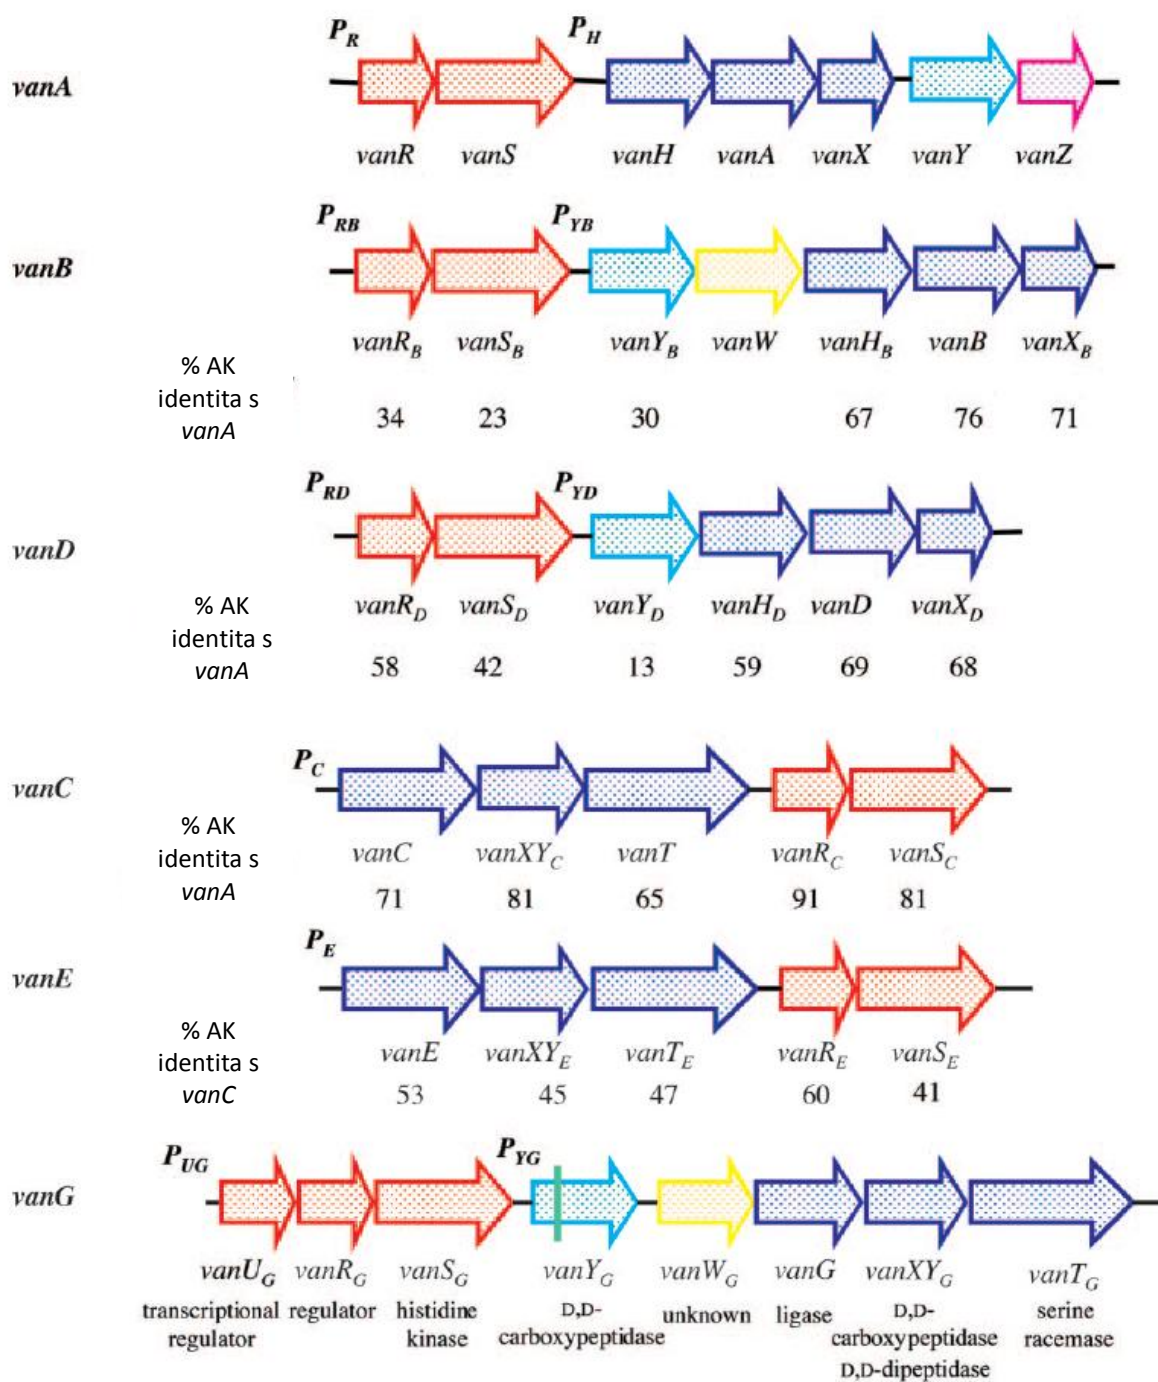 P_R P_H
vanA
vanR vanS vanH vanA vanX vanY vanZ
P_RB P_YB
vanB
vanR_B vanS_B vanY_B vanW vanH_B vanB vanX_B
% AK
identita s
vanA
34 23 30 67 76 71
P_RD P_YD
vanD
vanR_D vanS_D vanY_D vanH_D vanD vanX_D
% AK
identita s
vanA
58 42 13 59 69 68
P_C
vanC
vanC vanXY_C vanT vanR_C vanS_C
% AK
identita s
vanA
71 81 65 91 81
P_E
vanE
vanE vanXY_E vanT_E vanR_E vanS_E
% AK
identita s
vanC
53 45 47 60 41
P_UG P_YG
vanG
vanU_G vanR_G vanS_G vanY_G vanW_G vanG vanXY_G vanT_G
transcriptional
regulator
regulator
histidine
kinase
D,D-
carboxypeptidase
unknown
ligase
D,D-
carboxypeptidase
D,D-dipeptidase
serine
racemase